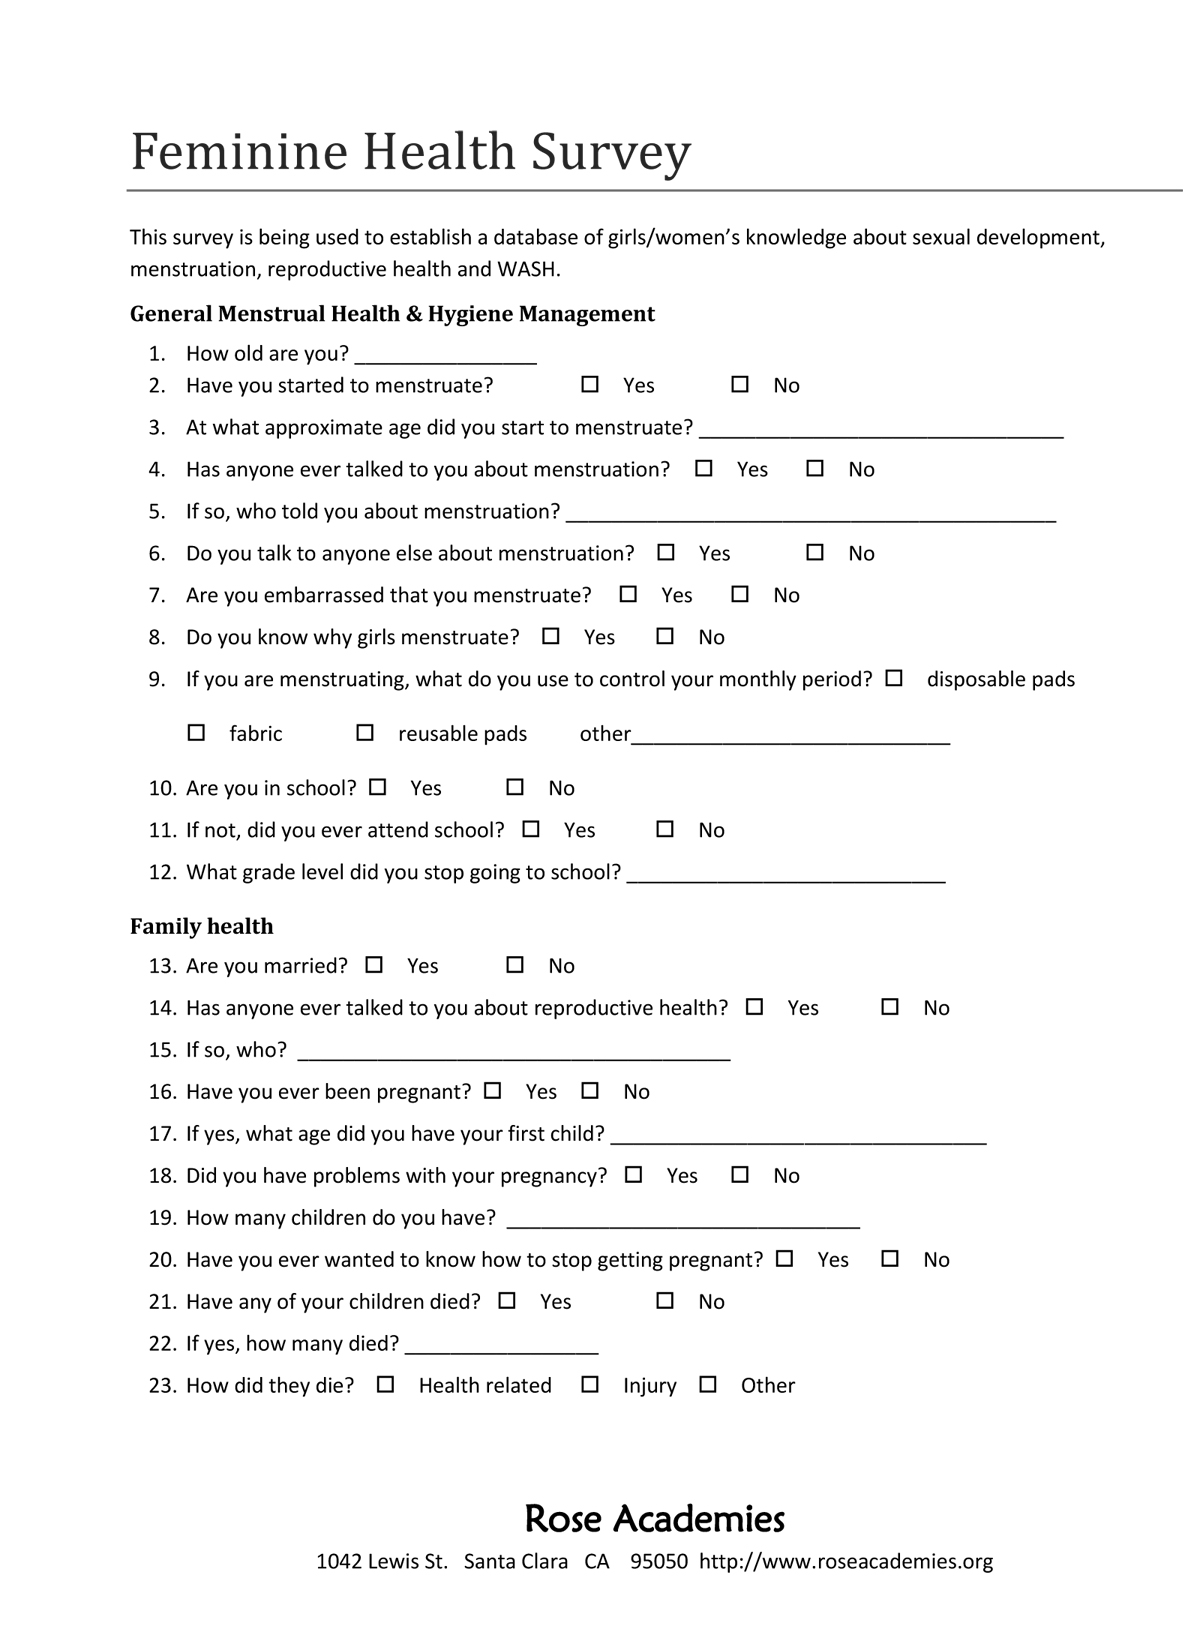 Feminine Health Survey
This survey is being used to establish a database of girls/women’s knowledge about sexual development,
menstruation, reproductive health and WASH.
General Menstrual Health & Hygiene Management
1. How old are you? ________________
2. Have you started to menstruate? ☐ Yes ☐ No
3. At what approximate age did you start to menstruate? ________________________________
4. Has anyone ever talked to you about menstruation? ☐ Yes ☐ No
5. If so, who told you about menstruation? ___________________________________________
6. Do you talk to anyone else about menstruation? ☐ Yes ☐ No
7. Are you embarrassed that you menstruate? ☐ Yes ☐ No
8. Do you know why girls menstruate? ☐ Yes ☐ No
9. If you are menstruating, what do you use to control your monthly period? ☐ disposable pads
☐ fabric ☐ reusable pads other____________________________
10. Are you in school? ☐ Yes ☐ No
11. If not, did you ever attend school? ☐ Yes ☐ No
12. What grade level did you stop going to school? ____________________________
Family health
13. Are you married? ☐ Yes ☐ No
14. Has anyone ever talked to you about reproductive health? ☐ Yes ☐ No
15. If so, who? ______________________________________
16. Have you ever been pregnant? ☐ Yes ☐ No
17. If yes, what age did you have your first child? _________________________________
18. Did you have problems with your pregnancy? ☐ Yes ☐ No
19. How many children do you have? _______________________________
20. Have you ever wanted to know how to stop getting pregnant? ☐ Yes ☐ No
21. Have any of your children died? ☐ Yes ☐ No
22. If yes, how many died? _________________
23. How did they die? ☐ Health related ☐ Injury ☐ Other
Rose Academies
1042 Lewis St. Santa Clara CA 95050 http://www.roseacademies.org